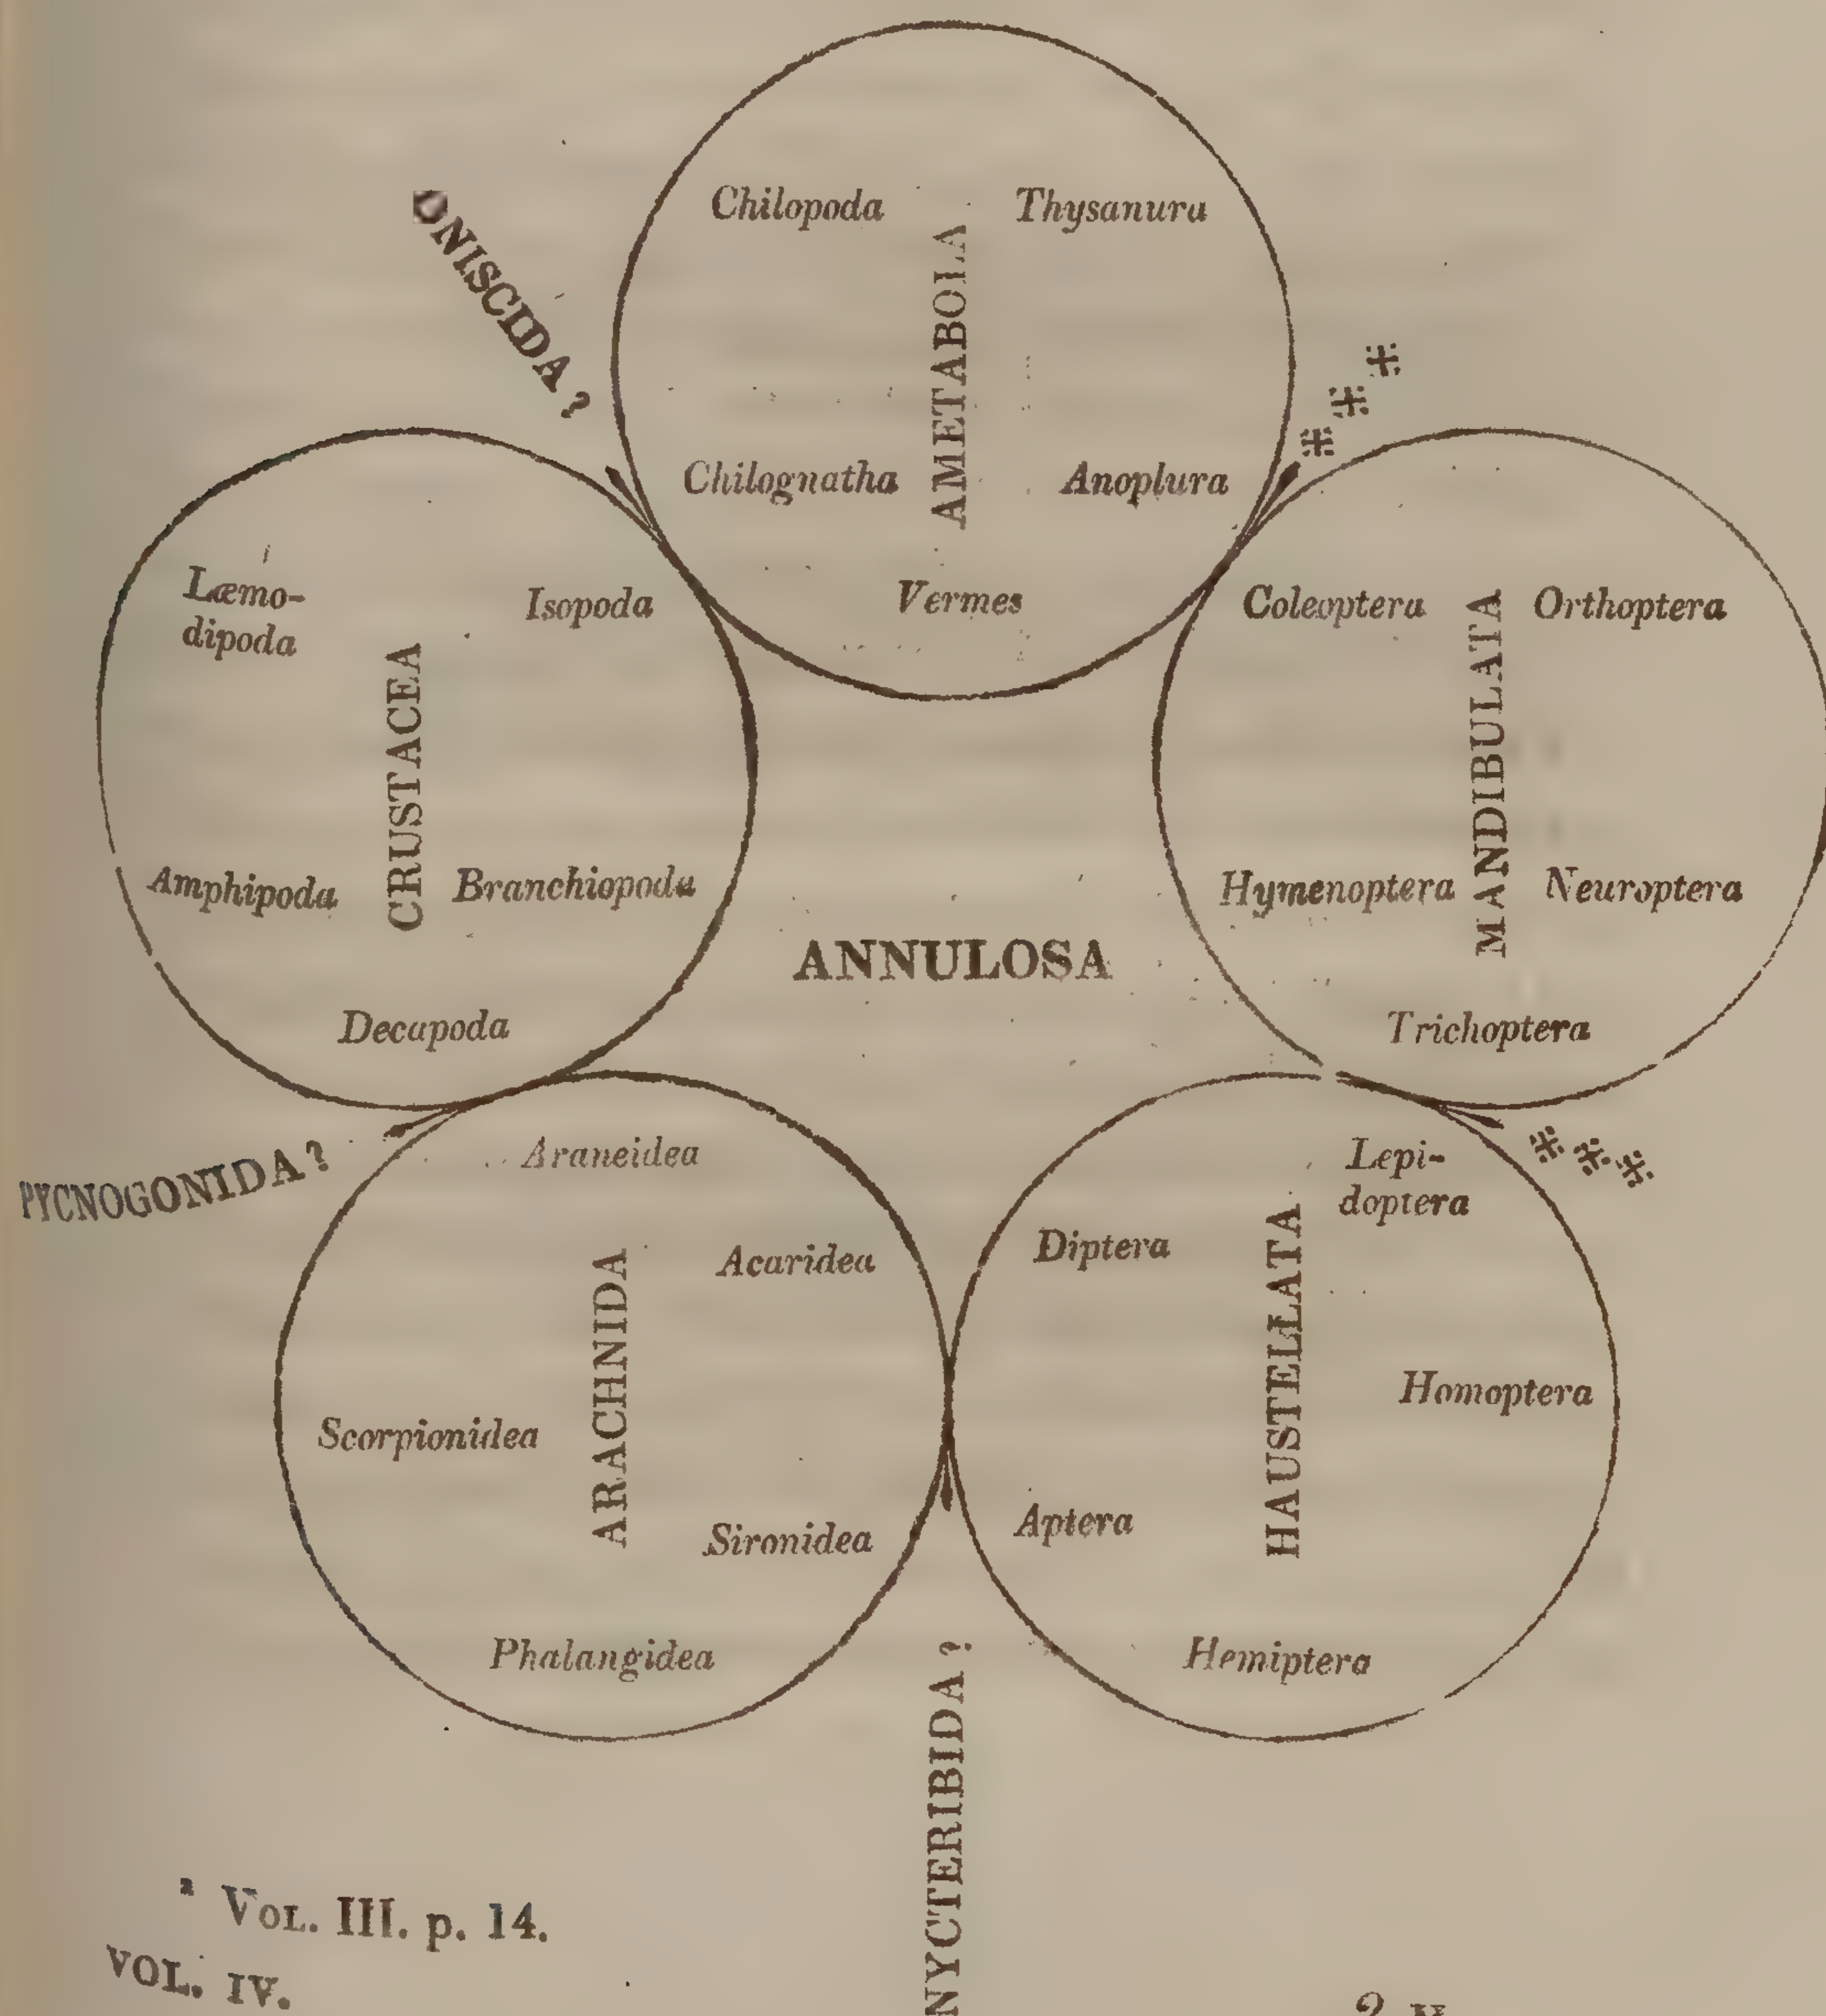 Chilopoda
Thysanura
AMETABOLA
Chilognatha
Anoplura
Vermes
ONISCIDA?
Læmo-
dipoda
Isopoda
CRUSTACEA
Amphipoda
Branchiopoda
Decapoda
Coleoptera
Orthoptera
MANDIBULATA
Hymenoptera
Neuroptera
Trichoptera
ANNULOSA
PYCNOGONIDA?
Araneidea
Acaridea
ARACHNIDA
Scorpionidea
Sironidea
Phalangidea
Lepi-
doptera
Diptera
HAUSTELLATA
Homoptera
Aptera
Hemiptera
NYCTERIBIDA?
a VOL. III. p. 14.
VOL. IV.